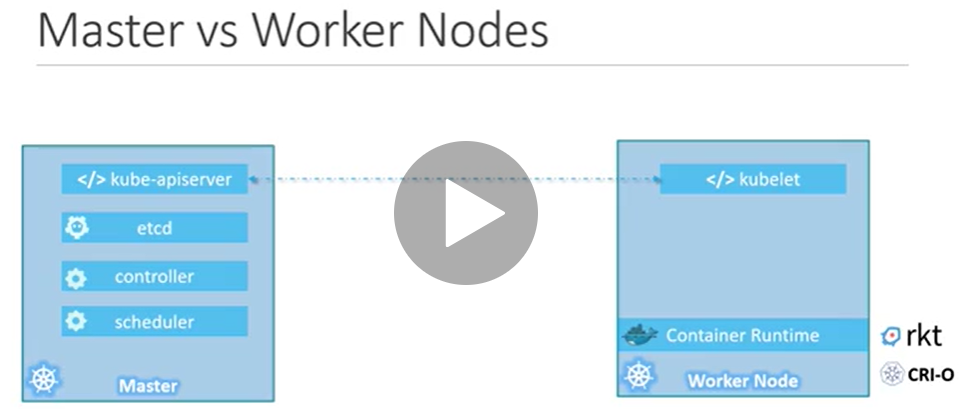 Master vs Worker Nodes
</> kube-apiserver
etcd
controller
scheduler
Master
</> kubelet
Container Runtime
Worker Node
rkt
CRI-O